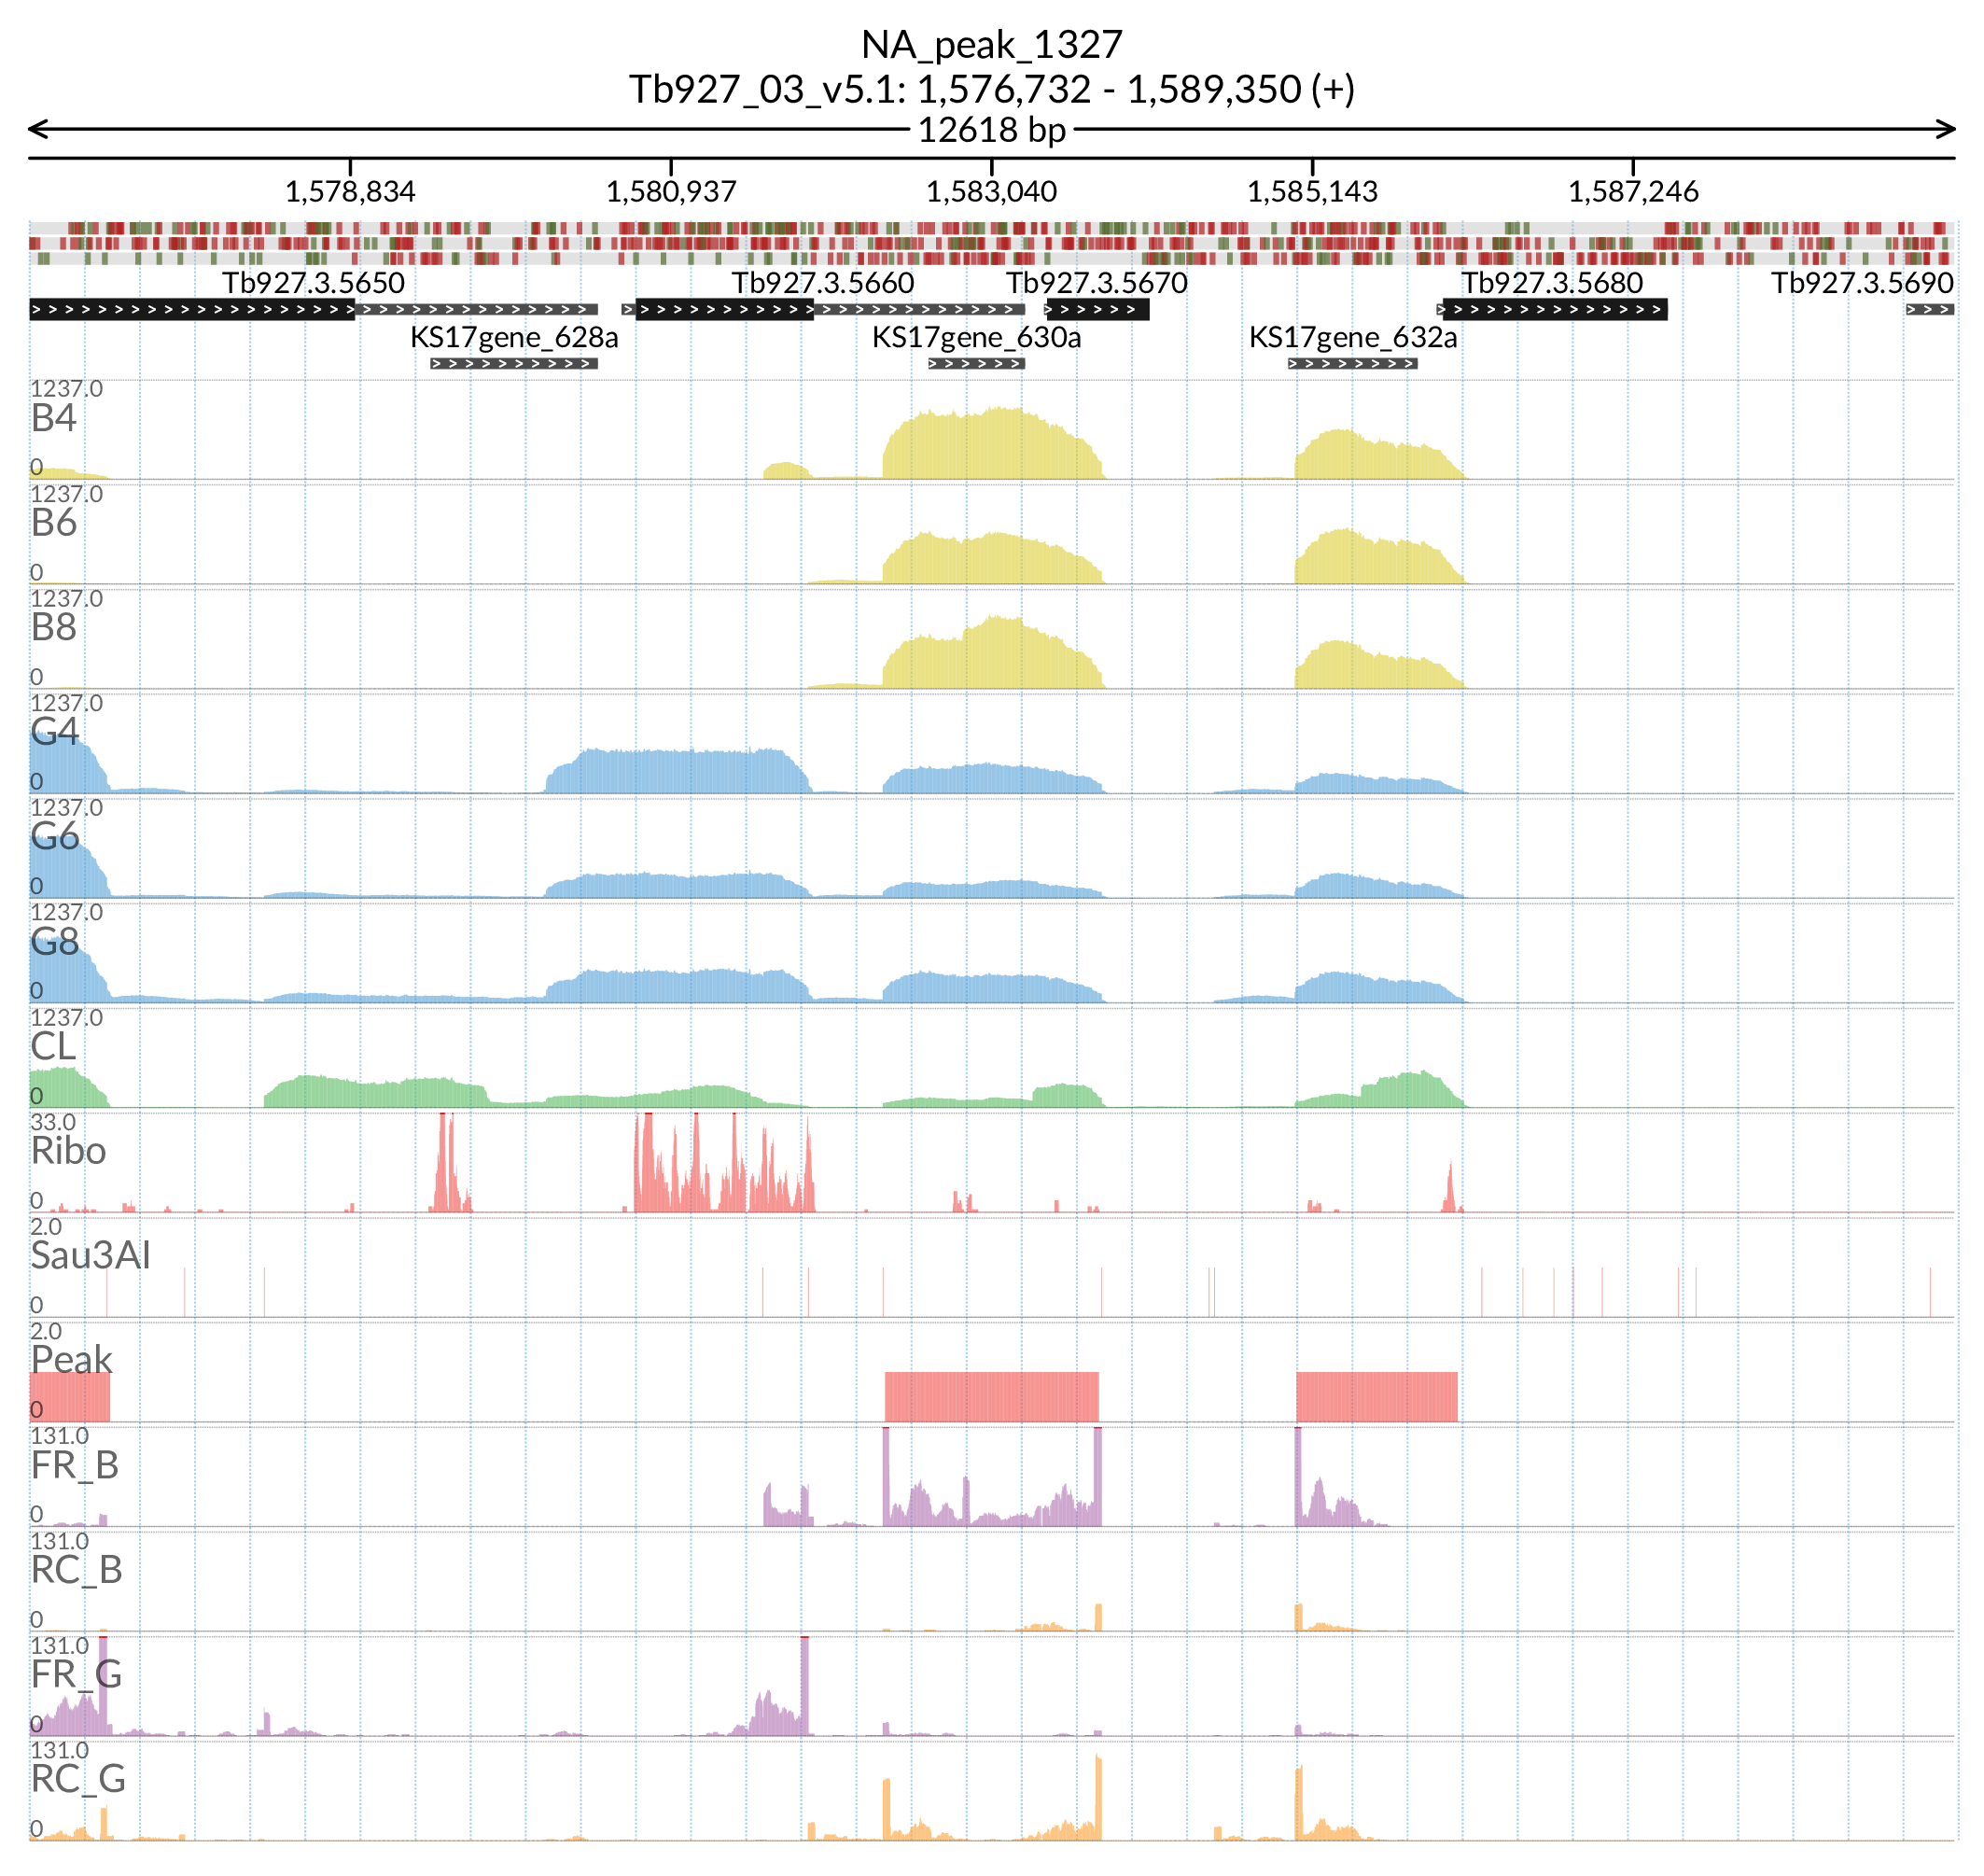 NA_peak_1327
Tb927_03_v5.1: 1,576,732 - 1,589,350 (+)
12618 bp
1,578,834 1,580,937 1,583,040 1,585,143 1,587,246
Tb927.3.5650 Tb927.3.5660 Tb927.3.5670 Tb927.3.5680 Tb927.3.5690
KS17gene_628a KS17gene_630a KS17gene_632a
1237.0
B4
0
1237.0
B6
0
1237.0
B8
0
1237.0
G4
0
1237.0
G6
0
1237.0
G8
0
1237.0
CL
0
33.0
Ribo
0
2.0
Sau3AI
0
2.0
Peak
0
131.0
FR_B
0
131.0
RC_B
0
131.0
FR_G
0
131.0
RC_G
0